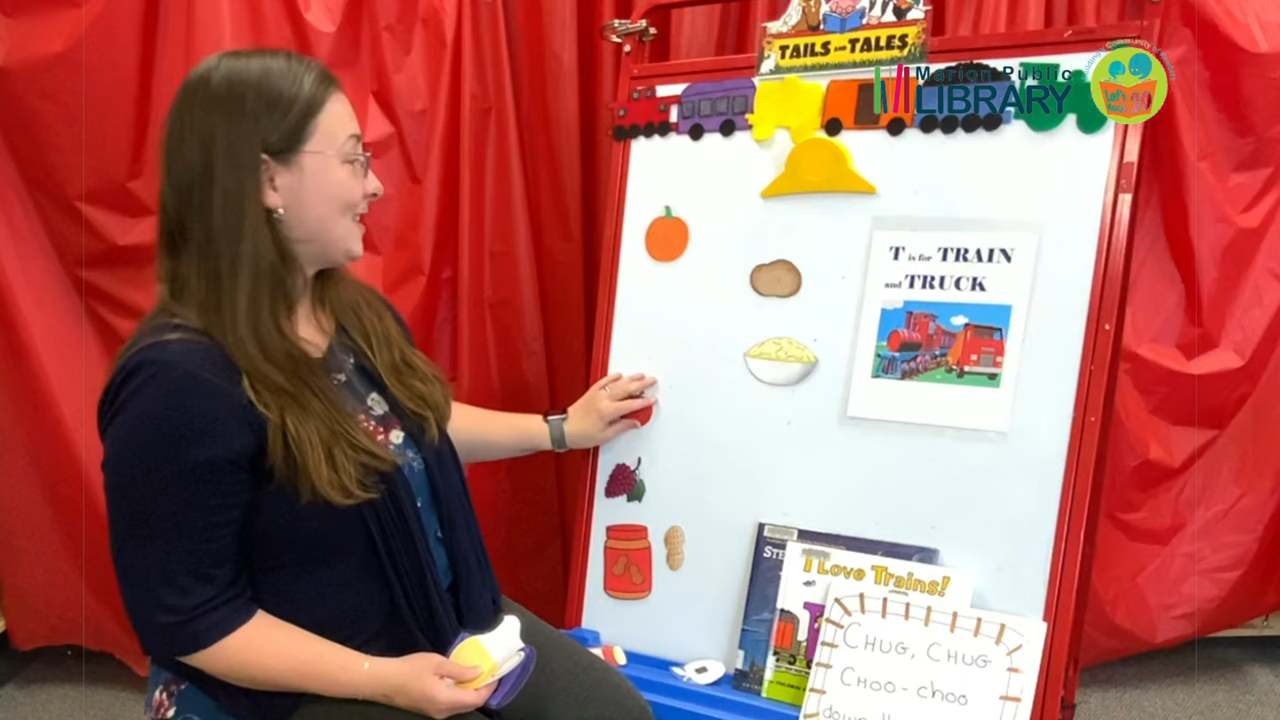 TAILS AND TALES
Marion Public
LIBRARY
T is for TRAIN
and TRUCK
I Love Trains!
CHUG, CHUG
CHOO-choo